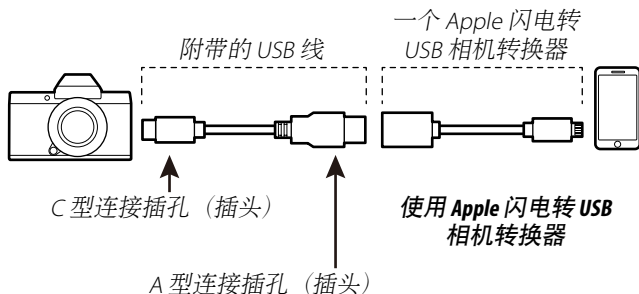 附带的 USB 线
一个 Apple 闪电转
USB 相机转换器
C 型连接插孔（插头）
A 型连接插孔（插头）
使用 Apple 闪电转 USB
相机转换器